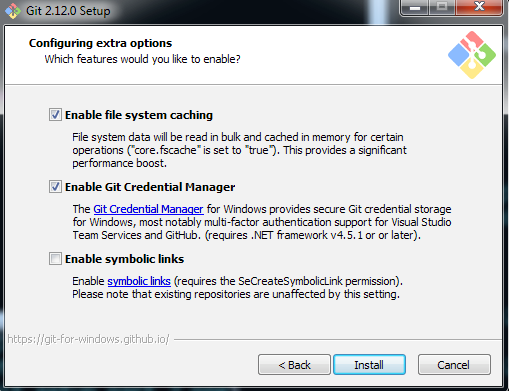 Git 2.12.0 Setup
Configuring extra options
Which features would you like to enable?
Enable file system caching
File system data will be read in bulk and cached in memory for certain
operations ("core.fscache" is set to "true"). This provides a significant
performance boost.
Enable Git Credential Manager
The Git Credential Manager for Windows provides secure Git credential storage
for Windows, most notably multi-factor authentication support for Visual Studio
Team Services and GitHub. (requires .NET framework v4.5.1 or or later).
Enable symbolic links
Enable symbolic links (requires the SeCreateSymbolicLink permission).
Please note that existing repositories are unaffected by this setting.
https://git-for-windows.github.io/
< Back
Install
Cancel